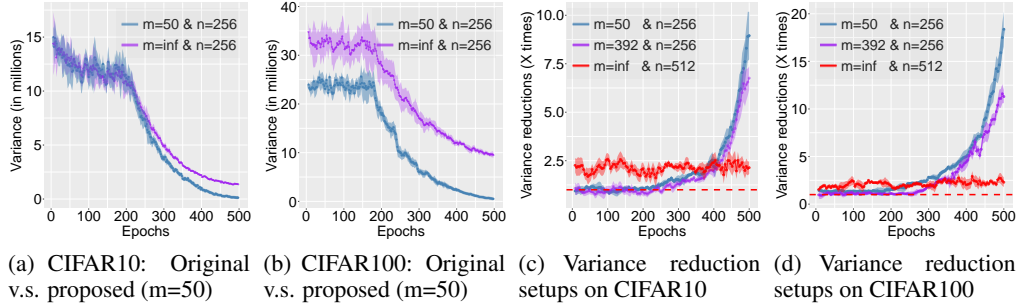 m=50 & n=256
m=inf & n=256
Variance (in millions)
15
10
5
0
0 100 200 300 400 500
Epochs
m=50 & n=256
m=inf & n=256
Variance (in millions)
40
30
20
10
0
0 100 200 300 400 500
Epochs
m=50 & n=256
m=392 & n=256
m=inf & n=512
Variance reductions (X times)
10.0
7.5
5.0
2.5
0 100 200 300 400 500
Epochs
m=50 & n=256
m=392 & n=256
m=inf & n=512
Variance reductions (X times)
20
15
10
5
0
0 100 200 300 400 500
Epochs
(a) CIFAR10: Original
v.s. proposed (m=50)
(b) CIFAR100: Original
v.s. proposed (m=50)
(c) Variance reduction
setups on CIFAR10
(d) Variance reduction
setups on CIFAR100